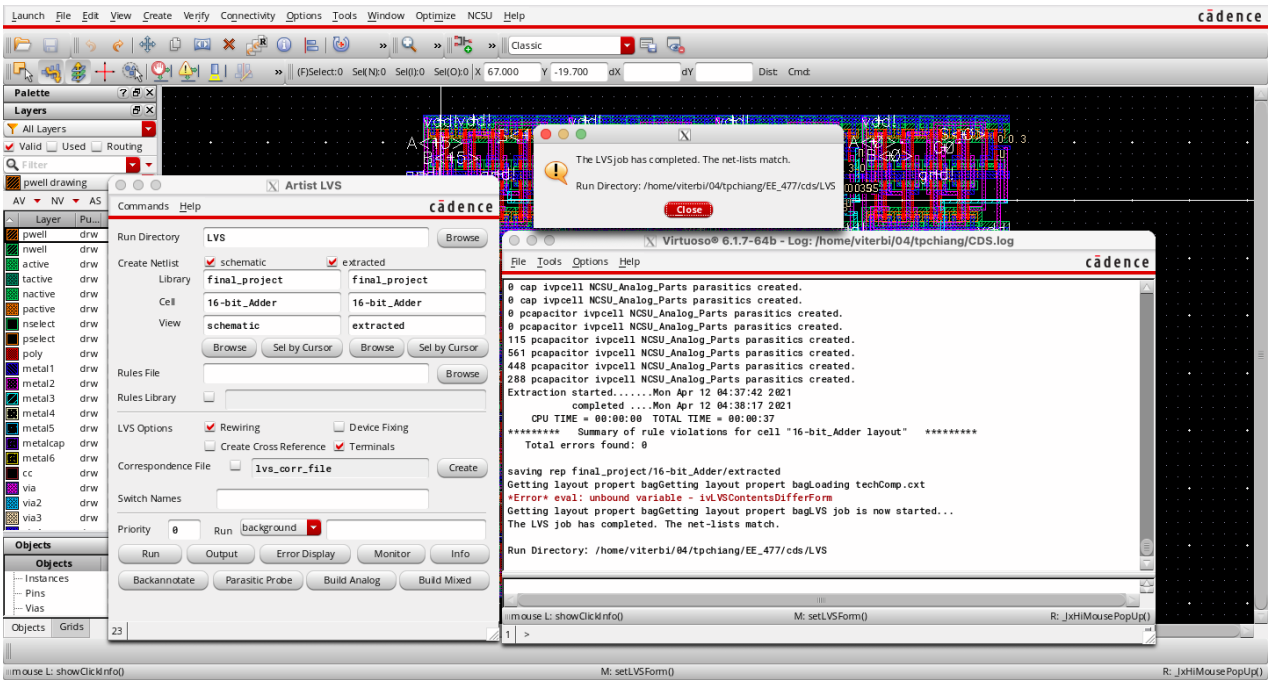 Launch File Edit View Create Verify Connectivity Options Tools Window Optimize NCSU Help cādence
» » » Classic
» (F)Select:0 Sel(N):0 Sel(I):0 Sel(O):0 X 67.000 Y -19.700 dX dY Dist: Cmd:
Palette
Layers
All Layers
Valid Used Routing
Filter
pwell drawing
AV NV AS
Layer Pu...
pwell drw
nwell drw
active drw
tactive drw
nactive drw
pactive drw
nselect drw
pselect drw
poly drw
metal1 drw
metal2 drw
metal3 drw
metal4 drw
metal5 drw
metalcap drw
metal6 drw
cc drw
via drw
via2 drw
via3 drw
Objects
Objects
Instances
Pins
Vias
Objects Grids
The LVS job has completed. The net-lists match.
Run Directory: /home/viterbi/04/tpchiang/EE_477/cds/LVS
Close
Artist LVS
Commands Help cādence
Run Directory LVS Browse
Create Netlist schematic extracted
Library final_project final_project
Cell 16-bit_Adder 16-bit_Adder
View schematic extracted
Browse Sel by Cursor Browse Sel by Cursor
Rules File Browse
Rules Library
LVS Options Rewiring Device Fixing
Create Cross Reference Terminals
Correspondence File lvs_corr_file Create
Switch Names
Priority 0 Run background
Run Output Error Display Monitor Info
Backannotate Parasitic Probe Build Analog Build Mixed
23
Virtuoso® 6.1.7-64b - Log: /home/viterbi/04/tpchiang/CDS.log
File Tools Options Help cādence
0 cap ivpcell NCSU_Analog_Parts parasitics created.
0 cap ivpcell NCSU_Analog_Parts parasitics created.
0 pcapacitor ivpcell NCSU_Analog_Parts parasitics created.
0 pcapacitor ivpcell NCSU_Analog_Parts parasitics created.
115 pcapacitor ivpcell NCSU_Analog_Parts parasitics created.
561 pcapacitor ivpcell NCSU_Analog_Parts parasitics created.
448 pcapacitor ivpcell NCSU_Analog_Parts parasitics created.
288 pcapacitor ivpcell NCSU_Analog_Parts parasitics created.
Extraction started.......Mon Apr 12 04:37:42 2021
completed ....Mon Apr 12 04:38:17 2021
CPU TIME = 00:00:00 TOTAL TIME = 00:00:37
********* Summary of rule violations for cell "16-bit_Adder layout" *********
Total errors found: 0
saving rep final_project/16-bit_Adder/extracted
Getting layout propert bagGetting layout propert bagLoading techComp.cxt
*Error* eval: unbound variable - ivLVSContentsDifferForm
Getting layout propert bagGetting layout propert bagLVS job is now started...
The LVS job has completed. The net-lists match.
Run Directory: /home/viterbi/04/tpchiang/EE_477/cds/LVS
mouse L: showClickInfo() M: setLVSForm() R: _lxHiMousePopUp()
1 >
mouse L: showClickInfo() M: setLVSForm() R: _lxHiMousePopUp()